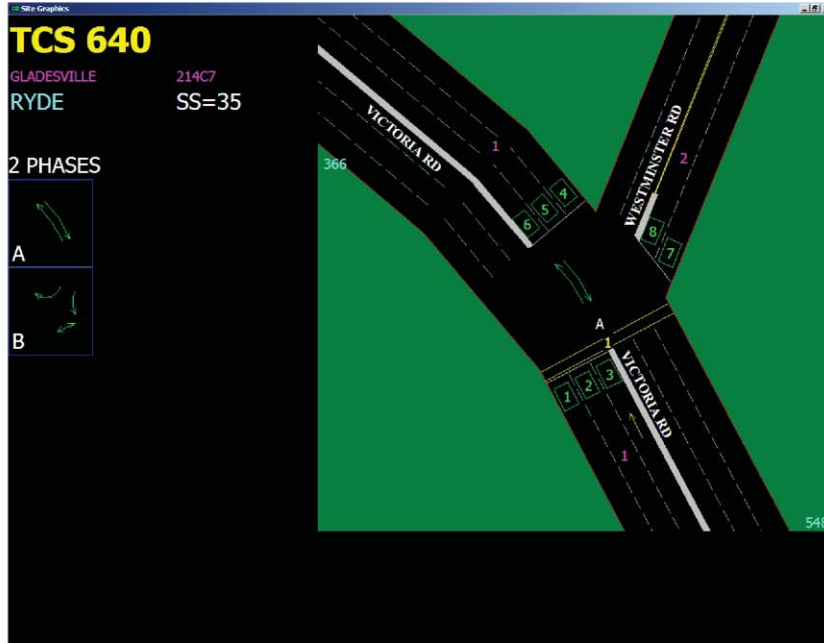 Site Graphics
TCS 640
GLADESVILLE 214C7
RYDE SS=35
2 PHASES
A
B
VICTORIA RD
366
1
4
5
6
WESTMINSTER RD
2
8
7
A
1
1
2
3
VICTORIA RD
1
548